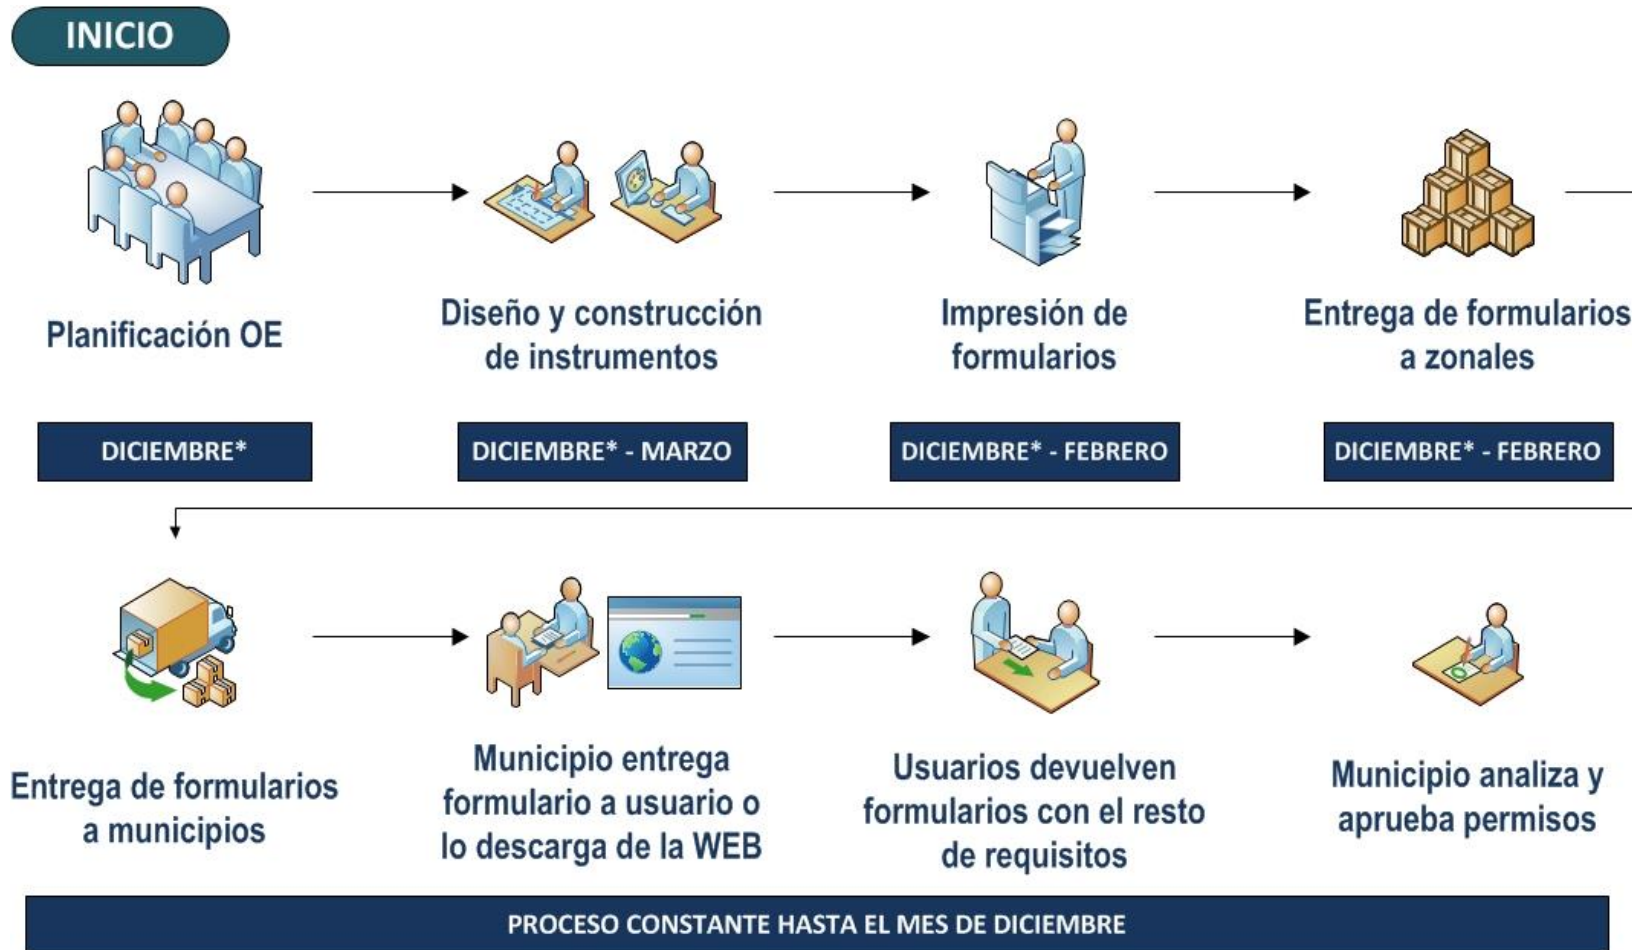 INICIO
Planificación OE
Diseño y construcción
de instrumentos
Impresión de
formularios
Entrega de formularios
a zonales
DICIEMBRE*
DICIEMBRE* - MARZO
DICIEMBRE* - FEBRERO
DICIEMBRE* - FEBRERO
Entrega de formularios
a municipios
Municipio entrega
formulario a usuario o
lo descarga de la WEB
Usuarios devuelven
formularios con el resto
de requisitos
Municipio analiza y
aprueba permisos
PROCESO CONSTANTE HASTA EL MES DE DICIEMBRE